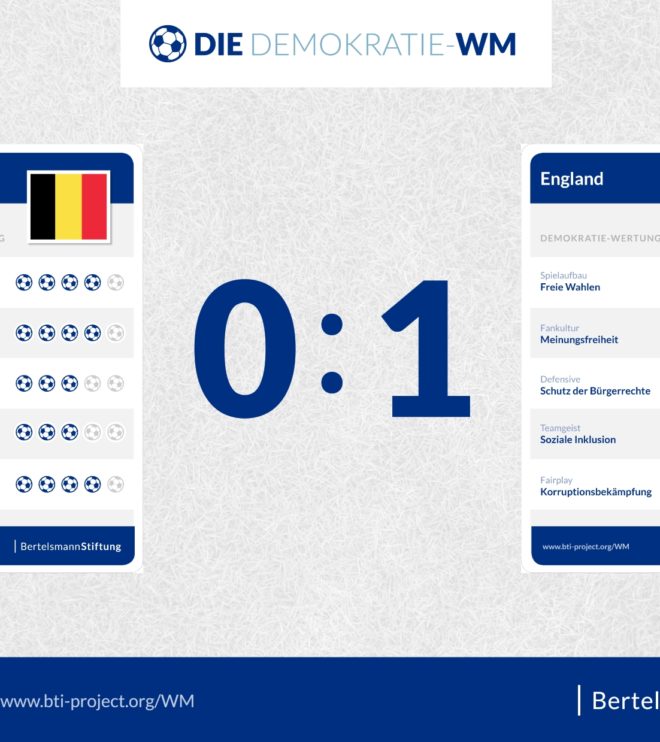 DIE DEMOKRATIE-WM
England
G
DEMOKRATIE-WERTUNG
Spielaufbau
Freie Wahlen
Fankultur
Meinungsfreiheit
0:1
Defensive
Schutz der Bürgerrechte
Teamgeist
Soziale Inklusion
Fairplay
Korruptionsbekämpfung
BertelsmannStiftung
www.bti-project.org/WM
www.bti-project.org/WM
Bertel